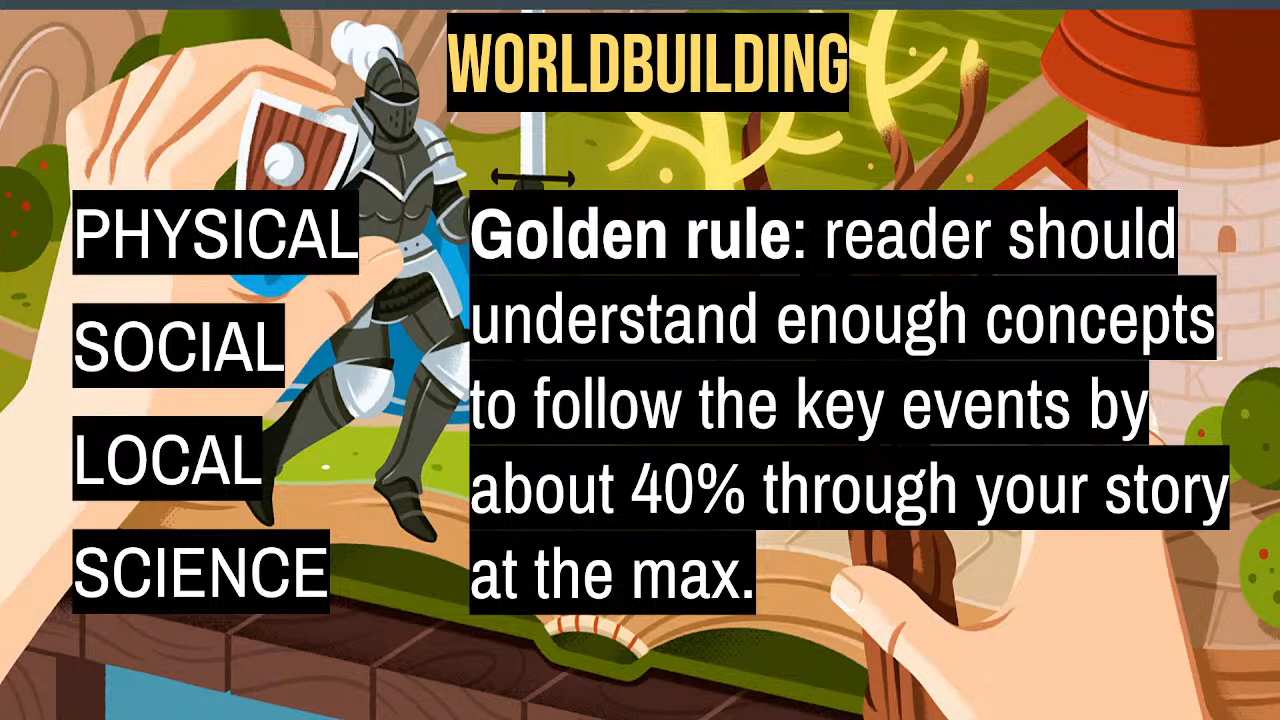 WORLDBUILDING
PHYSICAL
SOCIAL
LOCAL
SCIENCE
Golden rule: reader should
understand enough concepts
to follow the key events by
about 40% through your story
at the max.